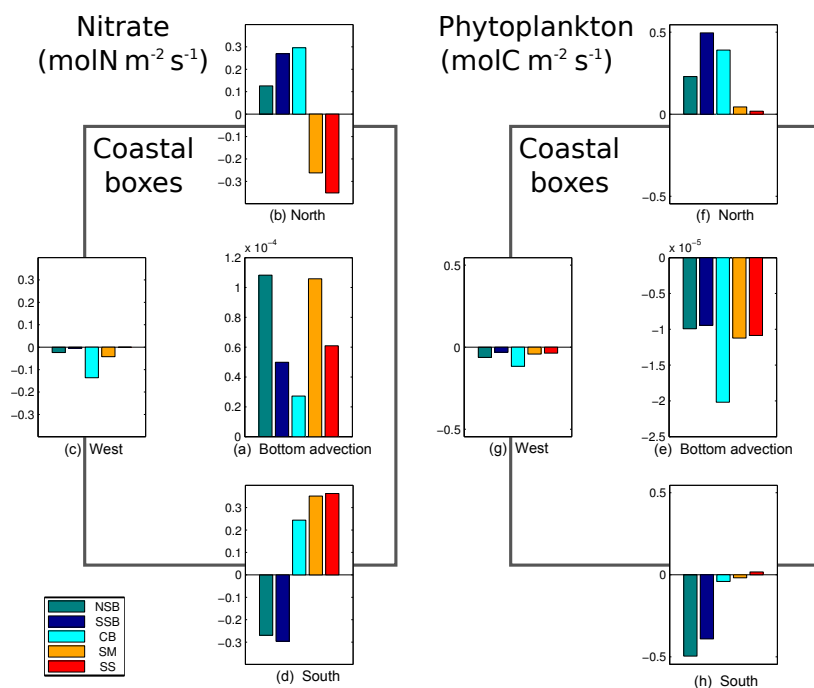 Nitrate
(molN m-2 s-1)
Phytoplankton
(molC m-2 s-1)
Coastal
boxes
Coastal
boxes
0.3
0.2
0.1
0
−0.1
−0.2
−0.3
(b) North
0.5
0
−0.5
(f) North
0.3
0.2
0.1
0
−0.1
−0.2
−0.3
(c) West
x 10-4
1.2
1
0.8
0.6
0.4
0.2
0
(a) Bottom advection
0.5
0
−0.5
(g) West
x 10-5
0
−0.5
−1
−1.5
−2
−2.5
(e) Bottom advection
0.3
0.2
0.1
0
−0.1
−0.2
−0.3
(d) South
0.5
0
−0.5
(h) South
NSB
SSB
CB
SM
SS